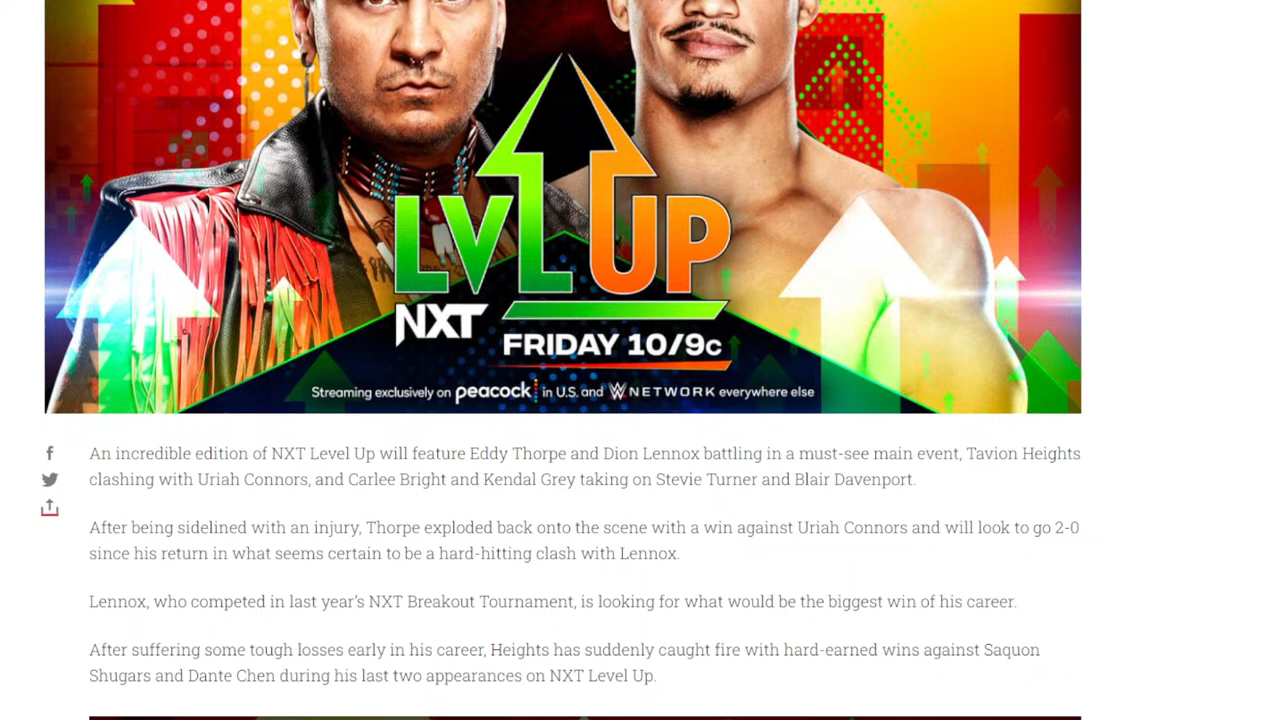 LVL UP
NXT
FRIDAY 10/9c
Streaming exclusively on peacock in U.S. and W NETWORK everywhere else
An incredible edition of NXT Level Up will feature Eddy Thorpe and Dion Lennox battling in a must-see main event, Tavion Heights
clashing with Uriah Connors, and Carlee Bright and Kendal Grey taking on Stevie Turner and Blair Davenport.
After being sidelined with an injury, Thorpe exploded back onto the scene with a win against Uriah Connors and will look to go 2-0
since his return in what seems certain to be a hard-hitting clash with Lennox.
Lennox, who competed in last year's NXT Breakout Tournament, is looking for what would be the biggest win of his career.
After suffering some tough losses early in his career, Heights has suddenly caught fire with hard-earned wins against Saquon
Shugars and Dante Chen during his last two appearances on NXT Level Up.